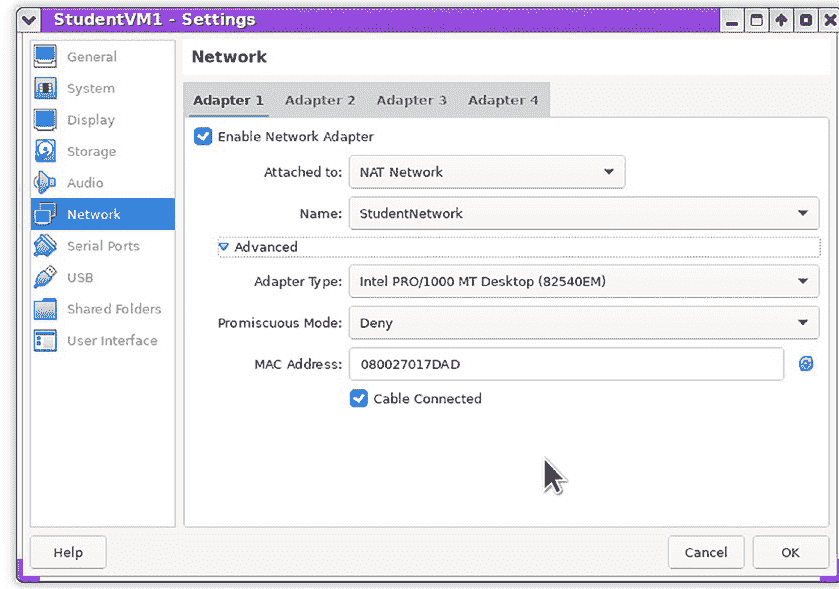 StudentVM1 - Settings
General
System
Display
Storage
Audio
Network
Serial Ports
USB
Shared Folders
User Interface
Network
Adapter 1 Adapter 2 Adapter 3 Adapter 4
Enable Network Adapter
Attached to: NAT Network
Name: StudentNetwork
Advanced
Adapter Type: Intel PRO/1000 MT Desktop (82540EM)
Promiscuous Mode: Deny
MAC Address: 080027017DAD
Cable Connected
Help Cancel OK